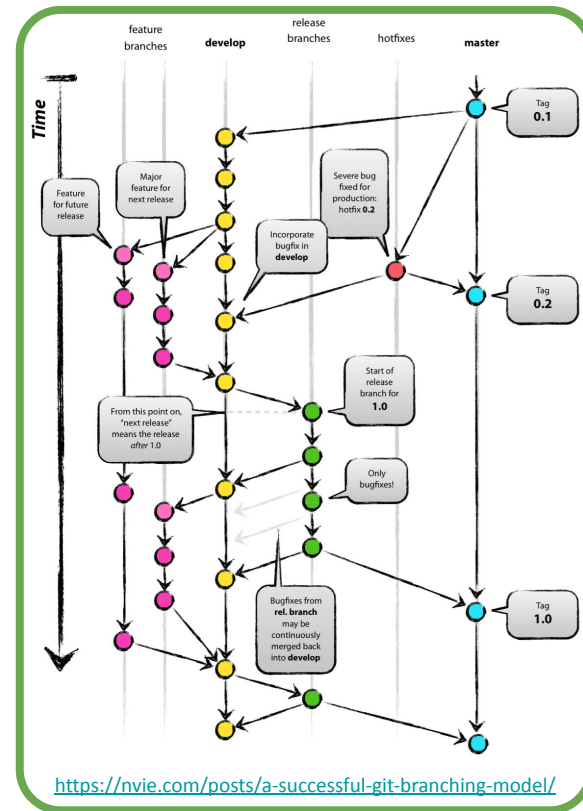 feature
branches
develop
release
branches
hotfixes
master
Time
Tag
0.1
Feature
for future
release
Major
feature for
next release
Severe bug
fixed for
production:
hotfix 0.2
Incorporate
bugfix in
develop
Tag
0.2
Start of
release
branch for
1.0
From this point on,
“next release”
means the release
after 1.0
Only
bugfixes!
Bugfixes from
rel. branch
may be
continuously
merged back
into develop
Tag
1.0
https://nvie.com/posts/a-successful-git-branching-model/